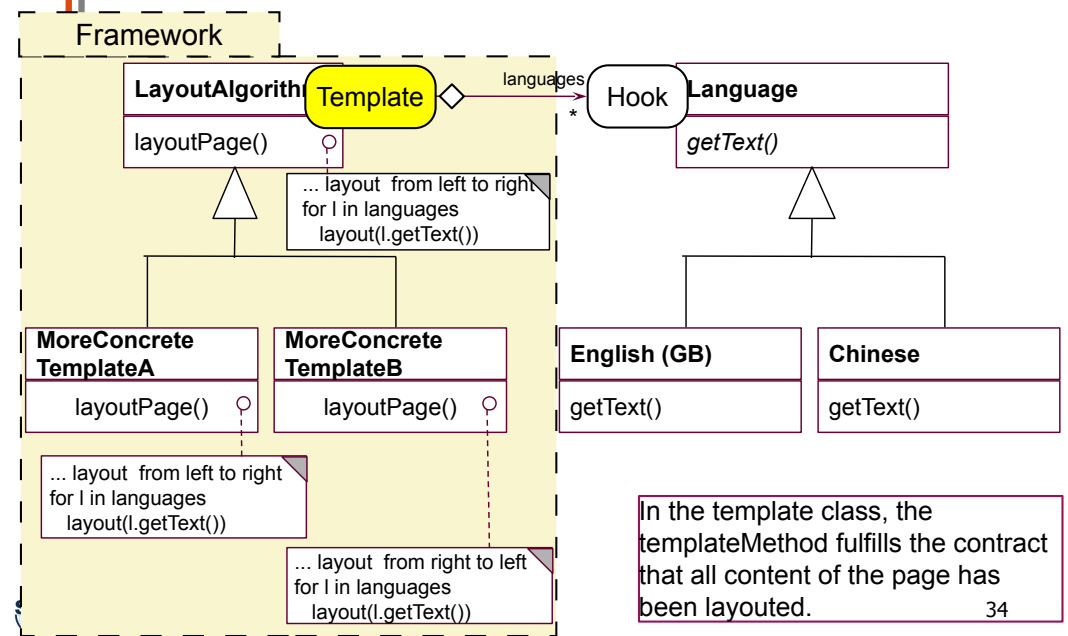 Framework
LayoutAlgorith
Template
languages
*
Hook
Language
layoutPage()
getText()
... layout from left to right
for l in languages
layout(l.getText())
MoreConcrete
TemplateA
layoutPage()
MoreConcrete
TemplateB
layoutPage()
English (GB)
getText()
Chinese
getText()
... layout from left to right
for l in languages
layout(l.getText())
... layout from right to left
for l in languages
layout(l.getText())
In the template class, the
templateMethod fulfills the contract
that all content of the page has
been layouted.
34